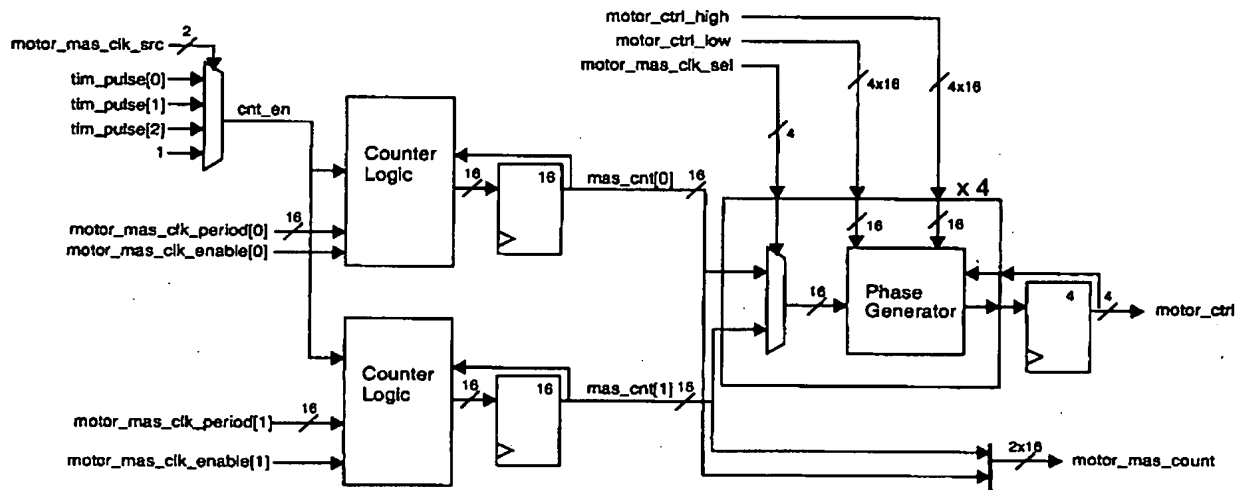 motor_ctrl_high
motor_ctrl_low
motor_mas_clk_sel
motor_mas_clk_src
2
tim_pulse[0]
tim_pulse[1]
tim_pulse[2]
1
cnt_en
4x16
4x16
4
Counter
Logic
16
16
mas_cnt[0]
16
x 4
16
16
motor_mas_clk_period[0]
16
motor_mas_clk_enable[0]
16
Phase
Generator
4
4
motor_ctrl
Counter
Logic
16
16
mas_cnt[1]
16
motor_mas_clk_period[1]
16
motor_mas_clk_enable[1]
2x16
motor_mas_count